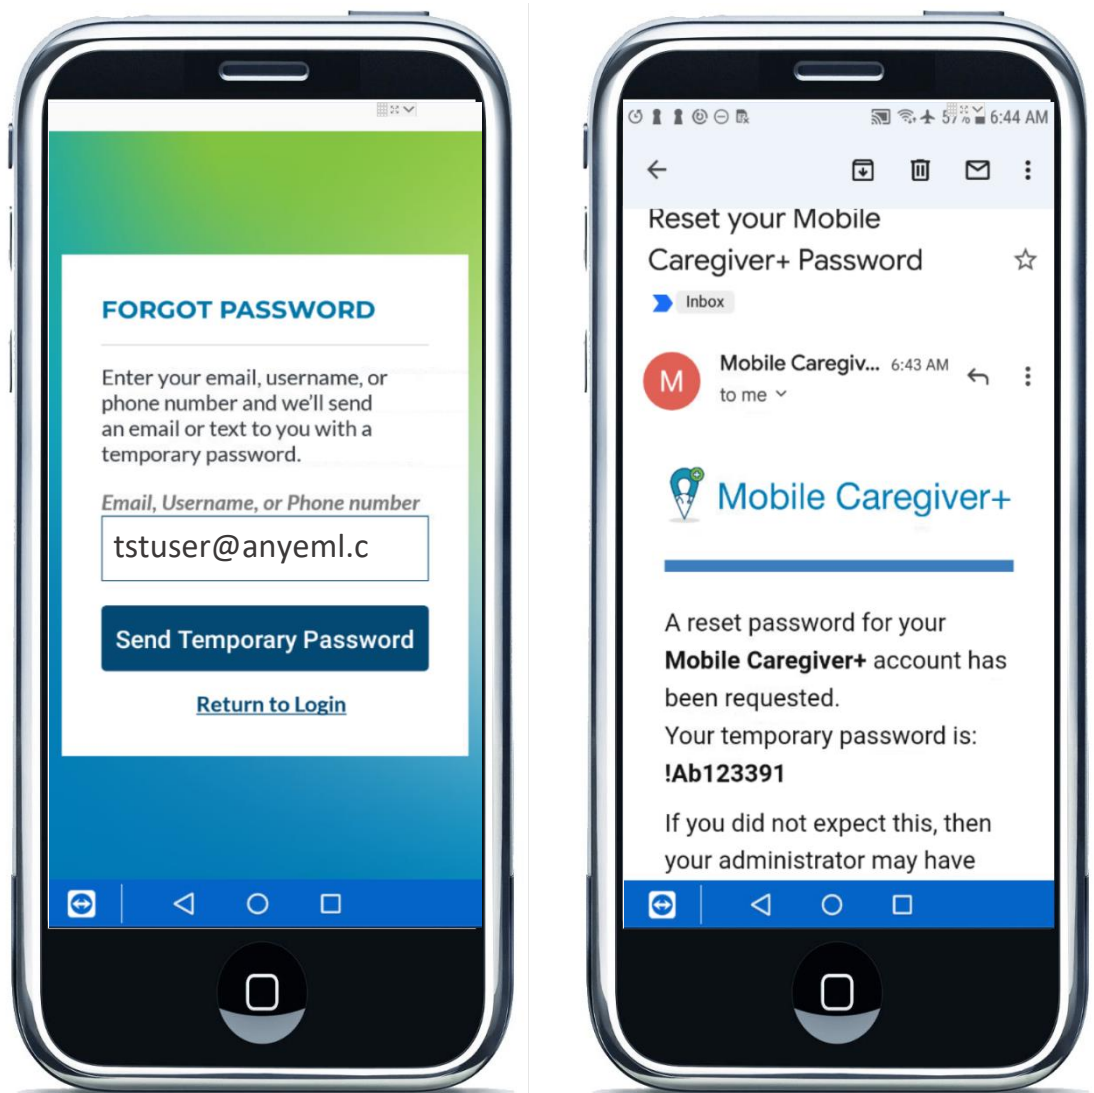 FORGOT PASSWORD
Enter your email, username, or
phone number and we'll send
an email or text to you with a
temporary password.
Email, Username, or Phone number
tstuser@anyeml.c
Send Temporary Password
Return to Login
57% 6:44 AM
Reset your Mobile
Caregiver+ Password
Inbox
M
Mobile Caregiv... 6:43 AM
to me
Mobile Caregiver+
A reset password for your
Mobile Caregiver+ account has
been requested.
Your temporary password is:
!Ab123391
If you did not expect this, then
your administrator may have